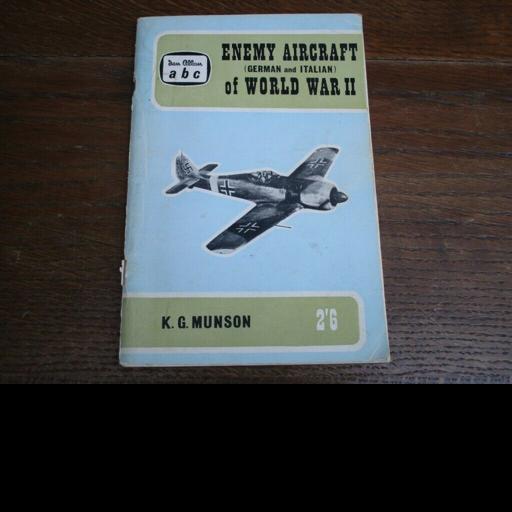 Ian Allan
abc
ENEMY AIRCRAFT
(GERMAN and ITALIAN)
of WORLD WAR II
K. G. MUNSON
2'6